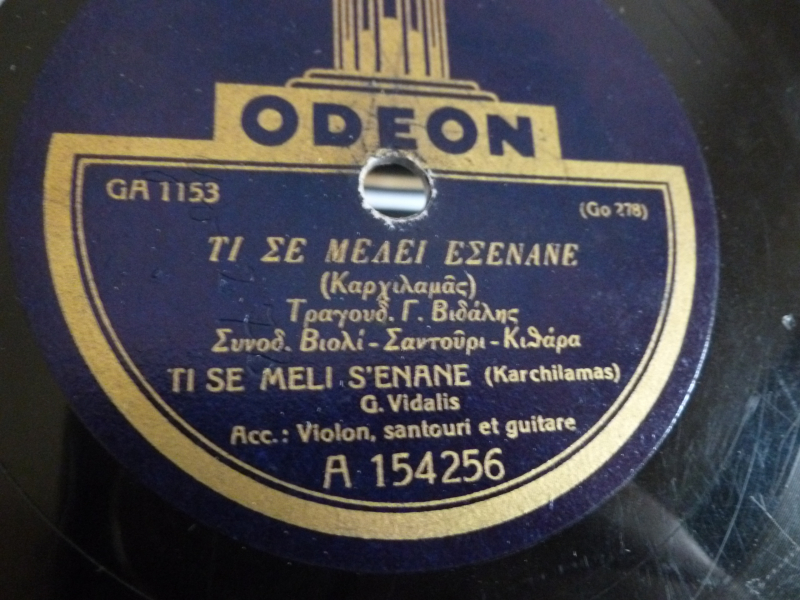 ODEON
GA 1153
(Go 278)
ΤΙ ΣΕ ΜΕΛΕΙ ΕΣΕΝΑΝΕ
(Καρχιλαμᾶς)
Τραγουδ. Γ. Βιδάλης
Συνοδ. Βιολί - Σαντοῦρι - Κιθάρα
TI SE MELI S'ENANE (Karchilamas)
G. Vidalis
Acc.: Violon, santouri et guitare
A 154256